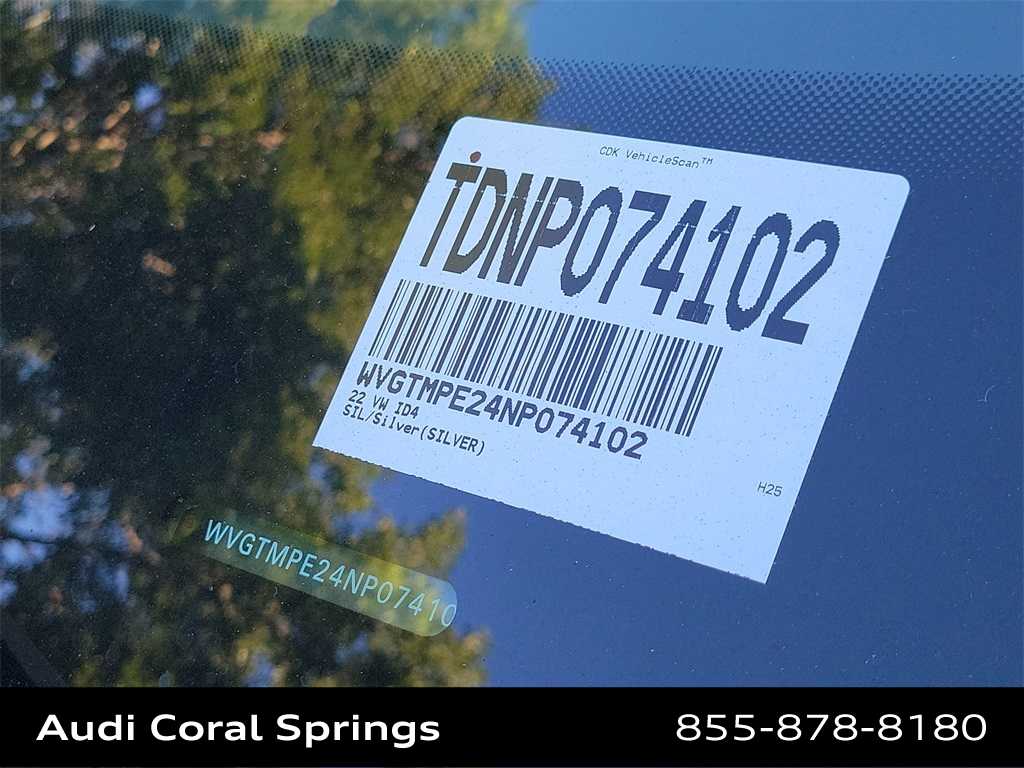 CDK VehicleScan™
TDNP074102
WVGTMPE24NP074102
22 VW ID4
SIL/Silver(SILVER)
H25
WVGTMPE24NP07410
Audi Coral Springs
855-878-8180